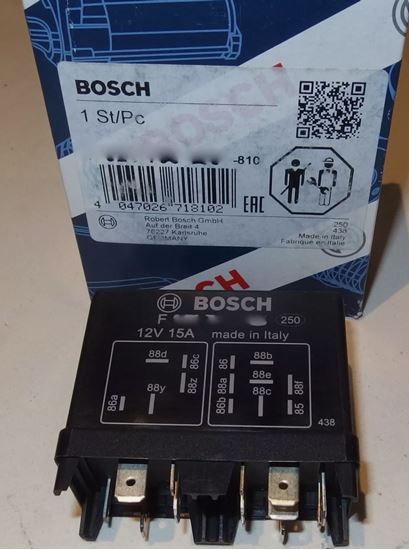 BOSCH
1 St/Pc
-810
4 047026 718102
EAC
Robert Bosch GmbH
Auf der Breit 4
76227 Karlsruhe
GERMANY
250
438
Made in Italy
Fabriqué en Italie
BOSCH
F
250
12V 15A made in Italy
88d
86c
88y
88z
86a
86
88b
88a
88e
88f
86b
88c
85
438